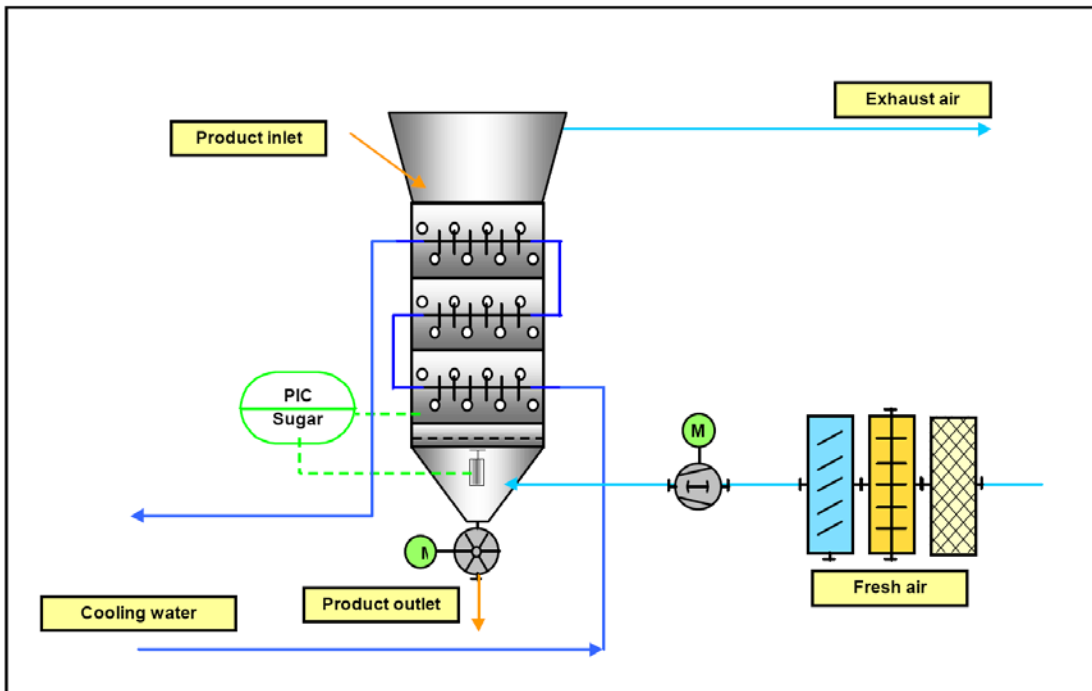 Exhaust air
Product inlet
PIC
Sugar
M
M
Fresh air
Product outlet
Cooling water